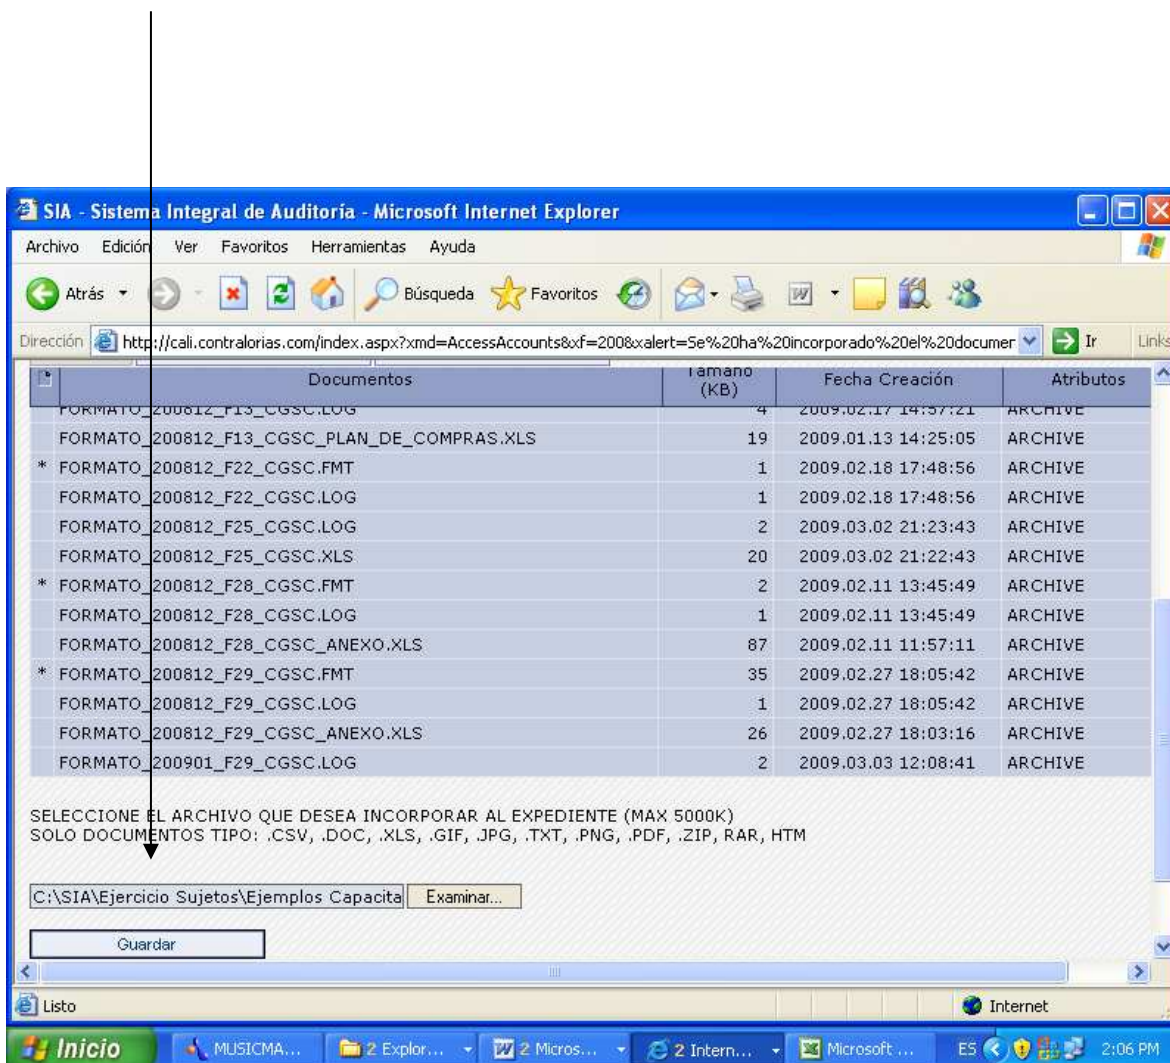 SIA - Sistema Integral de Auditoría - Microsoft Internet Explorer
Archivo Edición Ver Favoritos Herramientas Ayuda
Atrás Búsqueda Favoritos
Dirección http://cali.contralorias.com/index.aspx?xmd=AccessAccounts&xf=200&xalert=Se%20ha%20incorporado%20el%20documer Ir Links
Documentos Tamaño (KB) Fecha Creación Atributos
FORMATO_200812_F13_CGSC.LOG 4 2009.02.17 14:57:21 ARCHIVE
FORMATO_200812_F13_CGSC_PLAN_DE_COMPRAS.XLS 19 2009.01.13 14:25:05 ARCHIVE
* FORMATO_200812_F22_CGSC.FMT 1 2009.02.18 17:48:56 ARCHIVE
FORMATO_200812_F22_CGSC.LOG 1 2009.02.18 17:48:56 ARCHIVE
FORMATO_200812_F25_CGSC.LOG 2 2009.03.02 21:23:43 ARCHIVE
FORMATO_200812_F25_CGSC.XLS 20 2009.03.02 21:22:43 ARCHIVE
* FORMATO_200812_F28_CGSC.FMT 2 2009.02.11 13:45:49 ARCHIVE
FORMATO_200812_F28_CGSC.LOG 1 2009.02.11 13:45:49 ARCHIVE
FORMATO_200812_F28_CGSC_ANEXO.XLS 87 2009.02.11 11:57:11 ARCHIVE
* FORMATO_200812_F29_CGSC.FMT 35 2009.02.27 18:05:42 ARCHIVE
FORMATO_200812_F29_CGSC.LOG 1 2009.02.27 18:05:42 ARCHIVE
FORMATO_200812_F29_CGSC_ANEXO.XLS 26 2009.02.27 18:03:16 ARCHIVE
FORMATO_200901_F29_CGSC.LOG 2 2009.03.03 12:08:41 ARCHIVE
SELECCIONE EL ARCHIVO QUE DESEA INCORPORAR AL EXPEDIENTE (MAX 5000K)
SOLO DOCUMENTOS TIPO: .CSV, .DOC, .XLS, .GIF, .JPG, .TXT, .PNG, .PDF, .ZIP, RAR, HTM
C:\SIA\Ejercicio Sujetos\Ejemplos Capacita Examinar...
Guardar
Listo Internet
Inicio MUSICMA... 2 Explor... 2 Micros... 2 Intern... Microsoft ... ES 2:06 PM